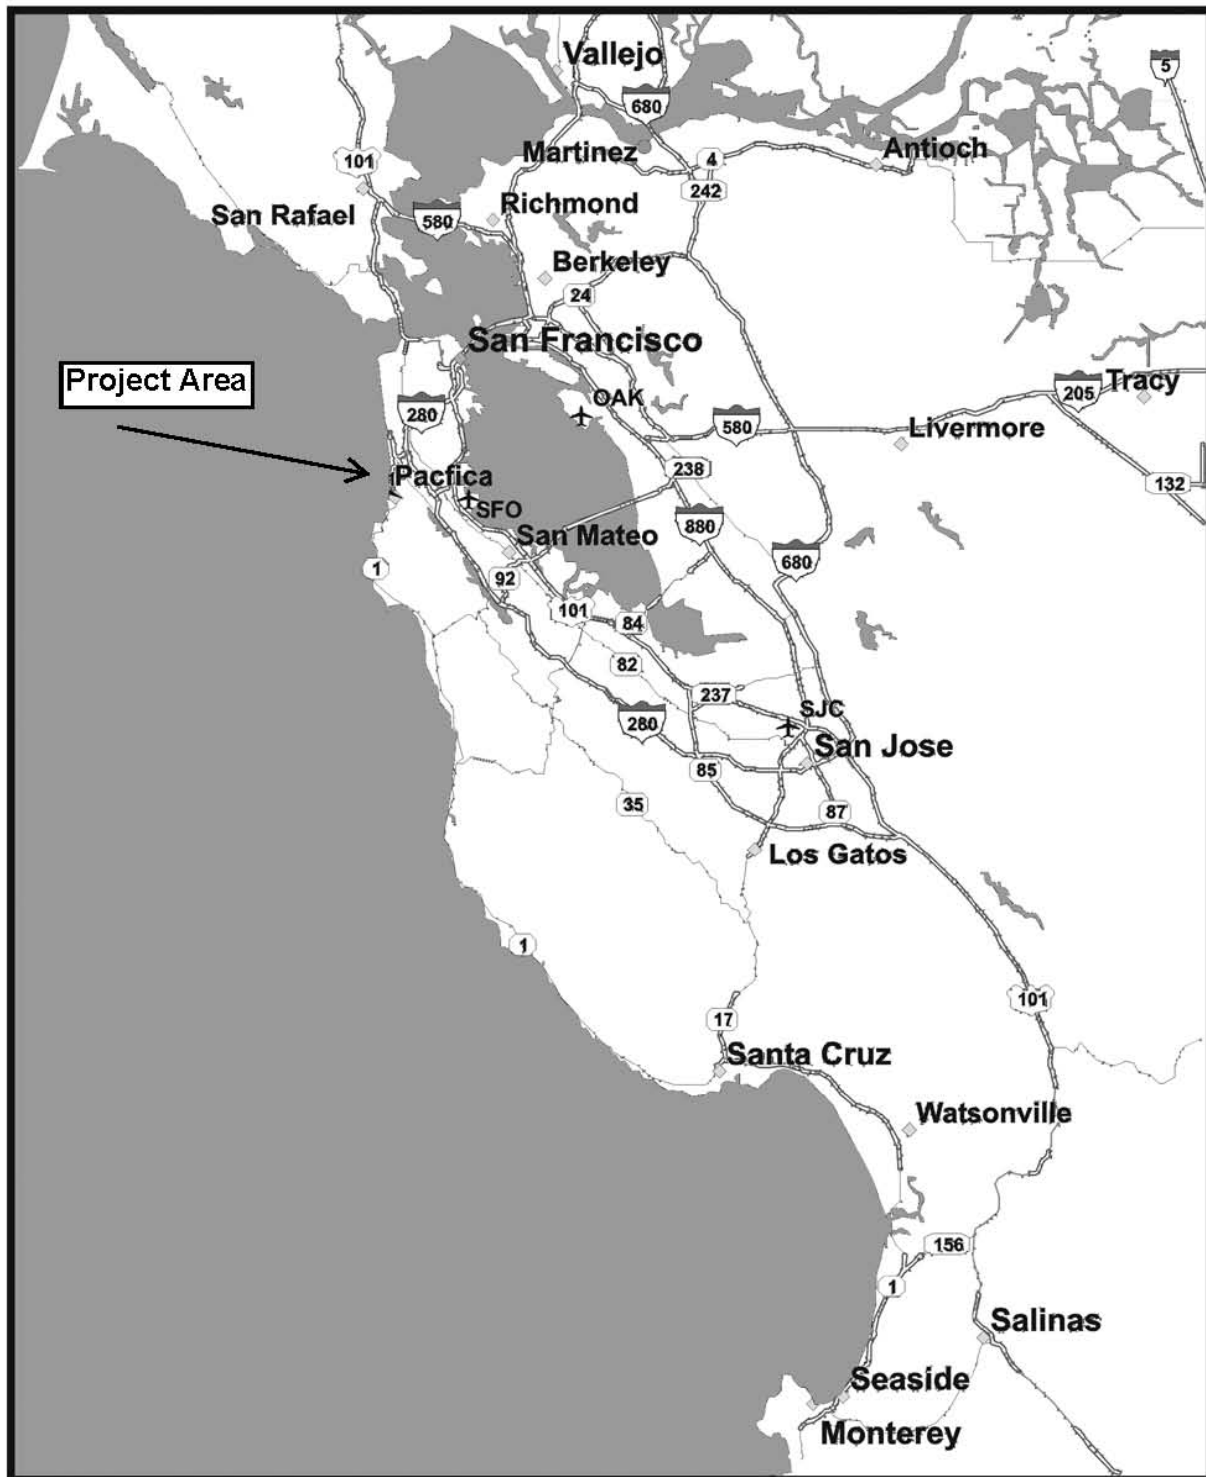 Vallejo
5
680
Martinez
4
Antioch
101
242
San Rafael
580
Richmond
Berkeley
24
San Francisco
Project Area
280
OAK
580
205
Tracy
Livermore
Pacfica
238
132
SFO
San Mateo
880
680
1
92
101
84
82
237
280
SJC
San Jose
85
35
87
Los Gatos
1
101
17
Santa Cruz
Watsonville
156
1
Salinas
Seaside
Monterey